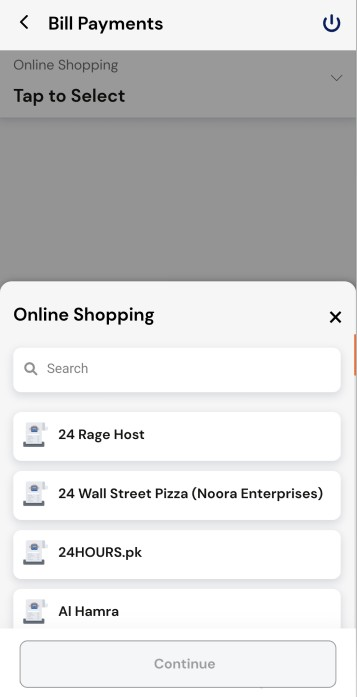 Bill Payments
Online Shopping
Tap to Select
Online Shopping
Search
24 Rage Host
24 Wall Street Pizza (Noora Enterprises)
24HOURS.pk
Al Hamra
Continue